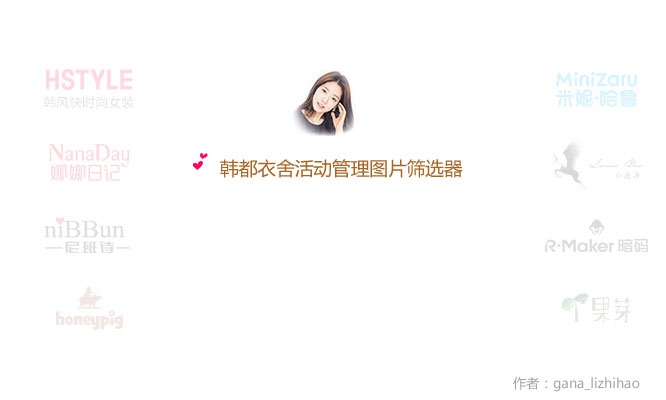 HSTYLE
韩风快时尚女装
MiniZaru
米妮·哈鲁
NanaDay
娜娜日记
韩都衣舍活动管理图片筛选器
niBBun
尼班诗
R·Maker 暗码
honeypig
果芽
作者：gana_lizhihao